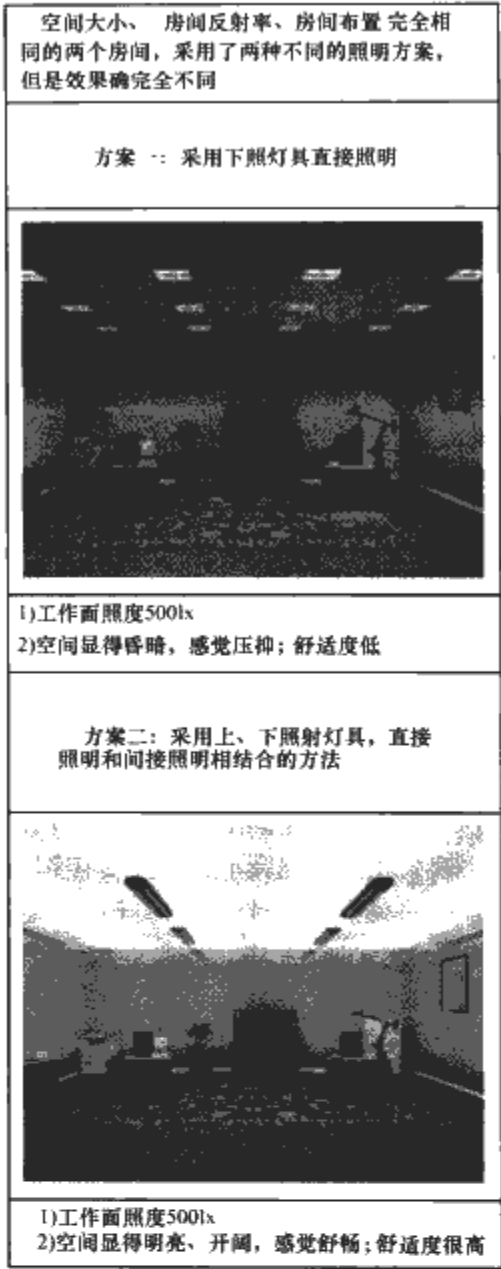 空间大小、 房间反射率、房间布置 完全相
同的两个房间，采用了两种不同的照明方案，
但是效果确完全不同
方案 一： 采用下照灯具直接照明
1)工作面照度500lx
2)空间显得昏暗，感觉压抑；舒适度低
方案二：采用上、下照射灯具，直接
照明和间接照明相结合的方法
1)工作面照度500lx
2)空间显得明亮、开阔，感觉舒畅；舒适度很高